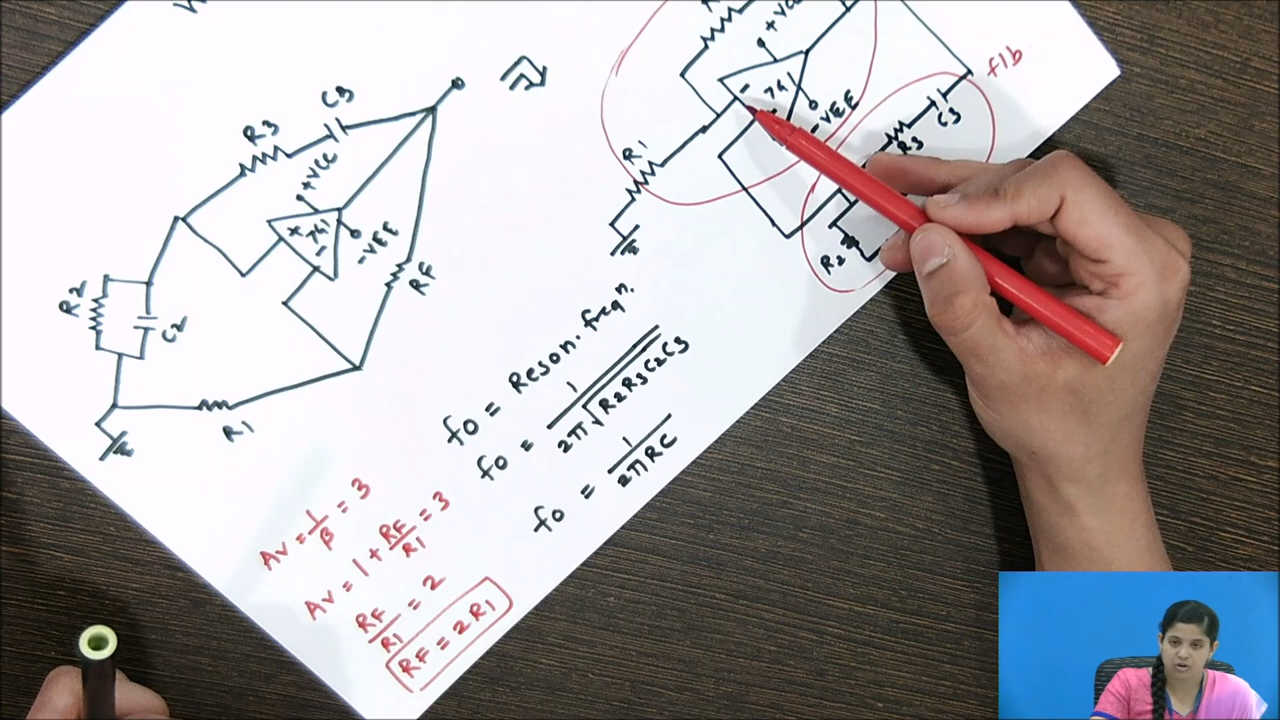 R3
C3
+VCC
741
-VEE
RF
R2
C2
R1
+VCC
741
-VEE
R1
R3
C3
R2
f/b
fo = Reson. freqn.
fo = 1/2π√R2R3C2C3
fo = 1/2πRC
Av = 1/β = 3
Av = 1 + RF/R1 = 3
RF/R1 = 2
RF = 2R1